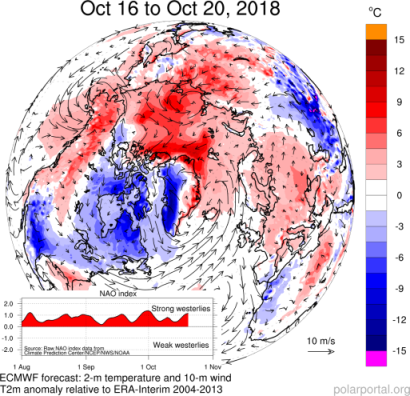 Oct 16 to Oct 20, 2018
°C
15
12
9
6
3
0
-3
-6
-9
-12
-15
NAO index
2.0
1.0
0.0
-1.0
-2.0
Strong westerlies
Weak westerlies
Source: Raw NAO index data from
Climate Prediction Center/NCEP/NWS/NOAA
1 Aug
1 Sep
1 Oct
1 Nov
10 m/s
ECMWF forecast: 2-m temperature and 10-m wind
T2m anomaly relative to ERA-Interim 2004-2013
polarportal.org